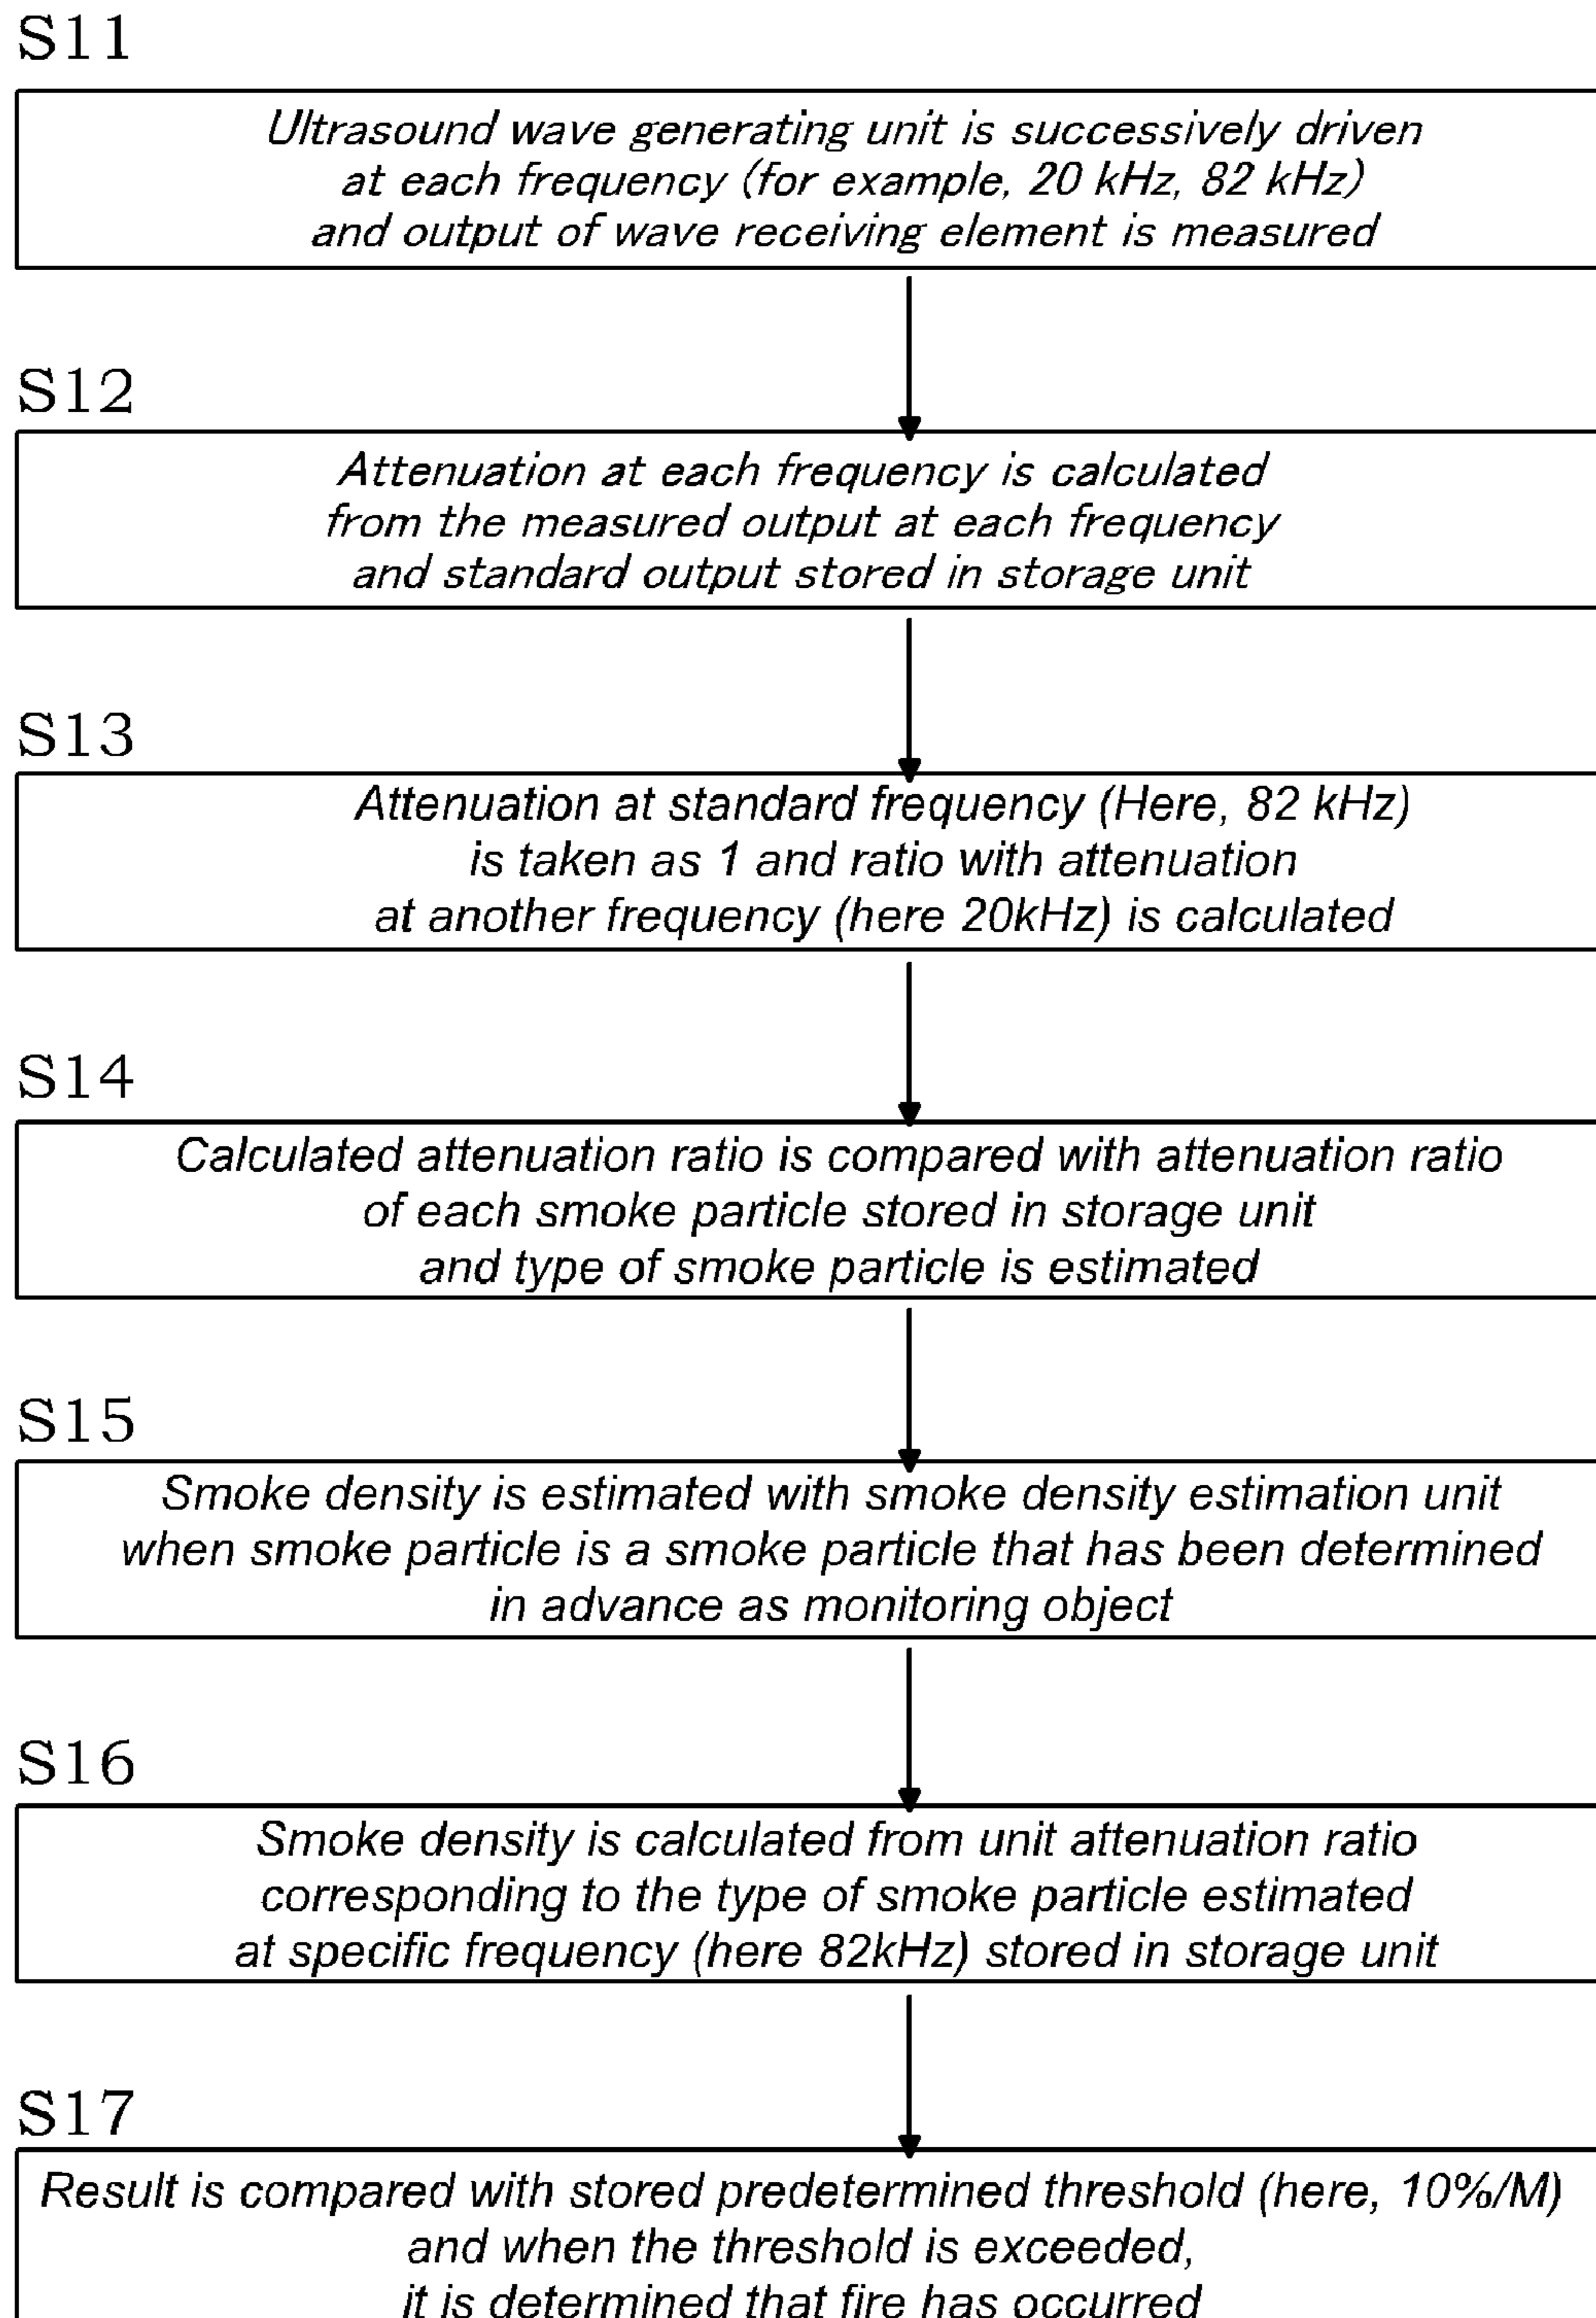 S11
Ultrasound wave generating unit is successively driven
at each frequency (for example, 20 kHz, 82 kHz)
and output of wave receiving element is measured
S12
Attenuation at each frequency is calculated
from the measured output at each frequency
and standard output stored in storage unit
S13
Attenuation at standard frequency (Here, 82 kHz)
is taken as 1 and ratio with attenuation
at another frequency (here 20kHz) is calculated
S14
Calculated attenuation ratio is compared with attenuation ratio
of each smoke particle stored in storage unit
and type of smoke particle is estimated
S15
Smoke density is estimated with smoke density estimation unit
when smoke particle is a smoke particle that has been determined
in advance as monitoring object
S16
Smoke density is calculated from unit attenuation ratio
corresponding to the type of smoke particle estimated
at specific frequency (here 82kHz) stored in storage unit
S17
Result is compared with stored predetermined threshold (here, 10%/M)
and when the threshold is exceeded,
it is determined that fire has occurred